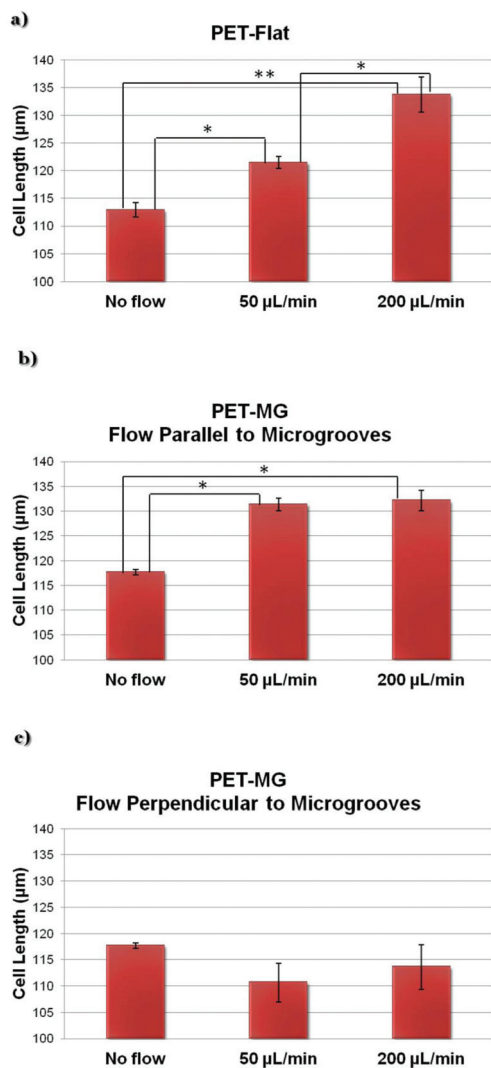 a)
PET-Flat
Cell Length (µm)
140
135
130
125
120
115
110
105
100
**
*
*
No flow
50 µL/min
200 µL/min
b)
PET-MG
Flow Parallel to Microgrooves
Cell Length (µm)
140
135
130
125
120
115
110
105
100
*
*
No flow
50 µL/min
200 µL/min
c)
PET-MG
Flow Perpendicular to Microgrooves
Cell Length (µm)
140
135
130
125
120
115
110
105
100
No flow
50 µL/min
200 µL/min